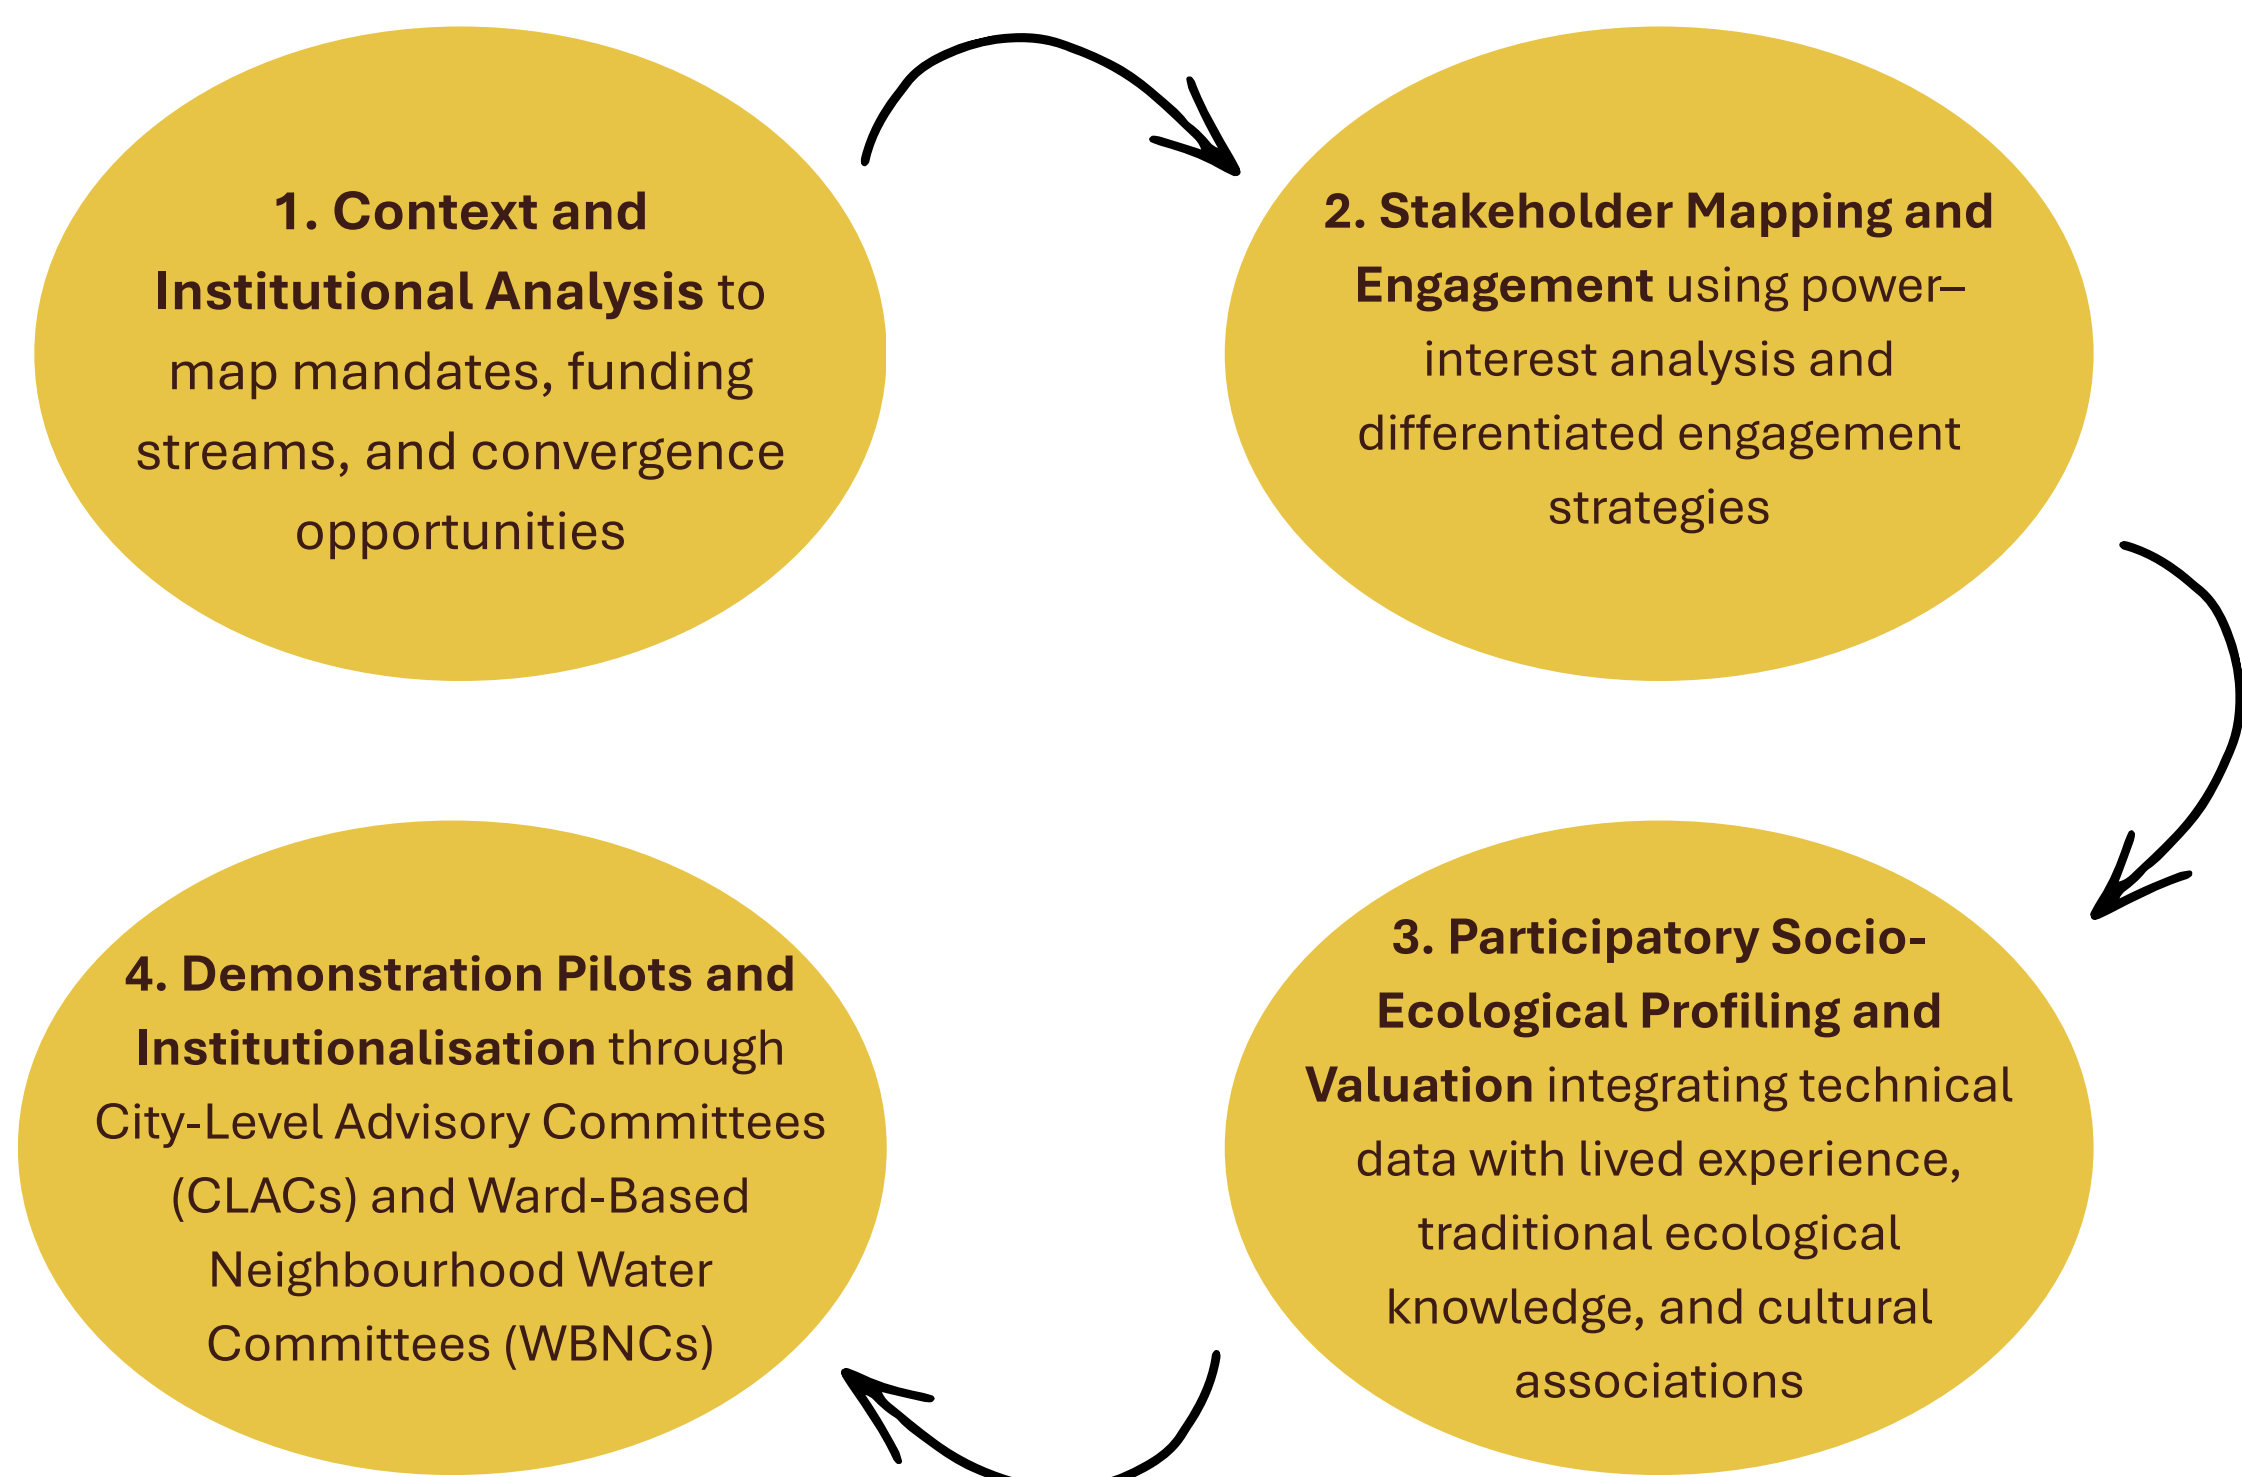 1. Context and
Institutional Analysis to
map mandates, funding
streams, and convergence
opportunities
2. Stakeholder Mapping and
Engagement using power–
interest analysis and
differentiated engagement
strategies
3. Participatory Socio-
Ecological Profiling and
Valuation integrating technical
data with lived experience,
traditional ecological
knowledge, and cultural
associations
4. Demonstration Pilots and
Institutionalisation through
City-Level Advisory Committees
(CLACs) and Ward-Based
Neighbourhood Water
Committees (WBNCs)